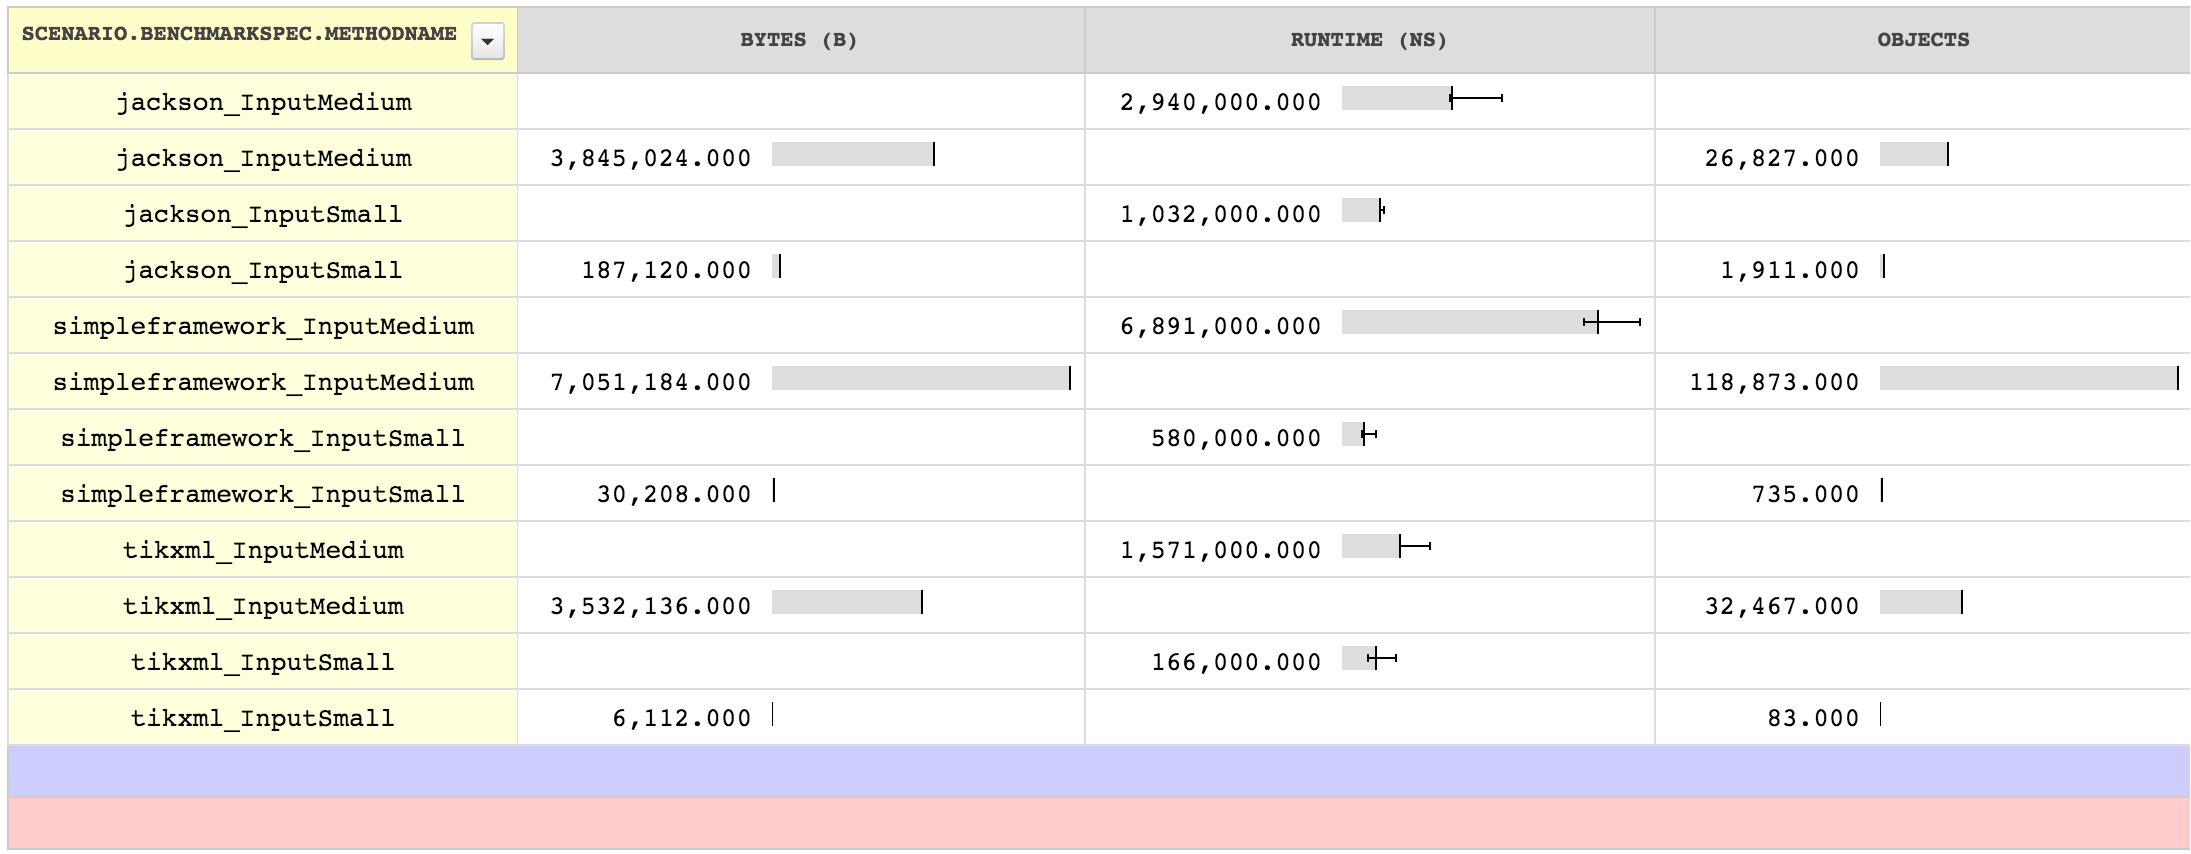 SCENARIO.BENCHMARKSPEC.METHODNAME BYTES (B) RUNTIME (NS) OBJECTS
jackson_InputMedium 2,940,000.000
jackson_InputMedium 3,845,024.000 26,827.000
jackson_InputSmall 1,032,000.000
jackson_InputSmall 187,120.000 1,911.000
simpleframework_InputMedium 6,891,000.000
simpleframework_InputMedium 7,051,184.000 118,873.000
simpleframework_InputSmall 580,000.000
simpleframework_InputSmall 30,208.000 735.000
tikxml_InputMedium 1,571,000.000
tikxml_InputMedium 3,532,136.000 32,467.000
tikxml_InputSmall 166,000.000
tikxml_InputSmall 6,112.000 83.000